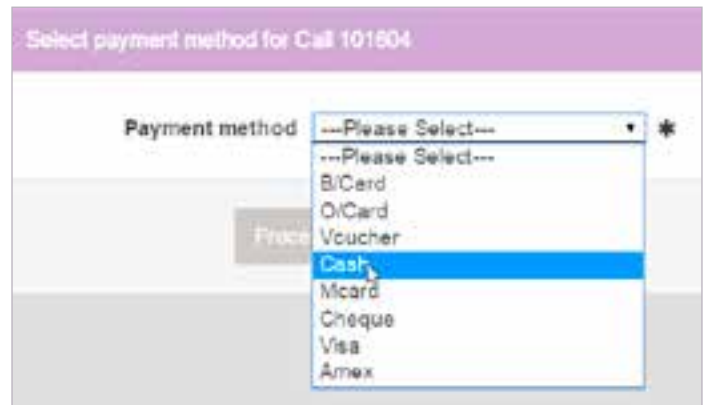 Select payment method for Call 101604
Payment method ---Please Select---
---Please Select---
B/Card
O/Card
Voucher
Cash
Mcard
Cheque
Visa
Amex